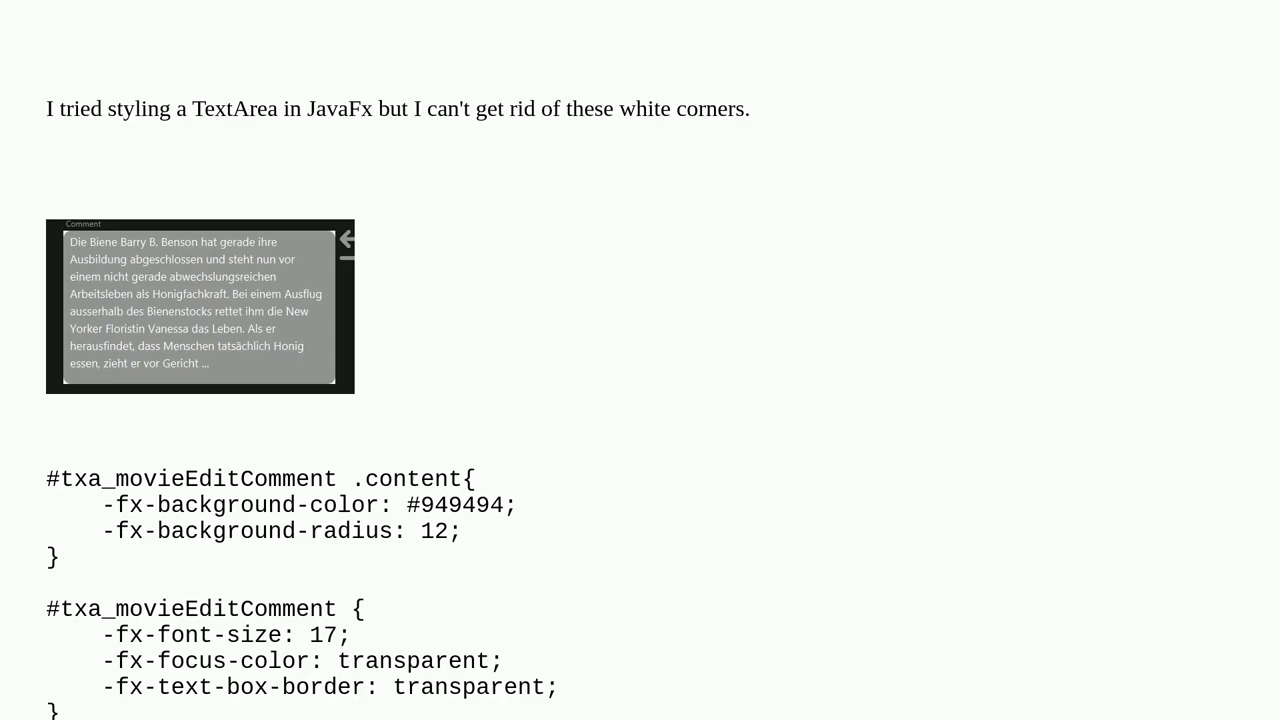 I tried styling a TextArea in JavaFx but I can't get rid of these white corners.
Comment
Die Biene Barry B. Benson hat gerade ihre
Ausbildung abgeschlossen und steht nun vor
einem nicht gerade abwechslungsreichen
Arbeitsleben als Honigfachkraft. Bei einem Ausflug
ausserhalb des Bienenstocks rettet ihm die New
Yorker Floristin Vanessa das Leben. Als er
herausfindet, dass Menschen tatsächlich Honig
essen, zieht er vor Gericht ...
#txa_movieEditComment .content{
    -fx-background-color: #949494;
    -fx-background-radius: 12;
}
#txa_movieEditComment {
    -fx-font-size: 17;
    -fx-focus-color: transparent;
    -fx-text-box-border: transparent;
}